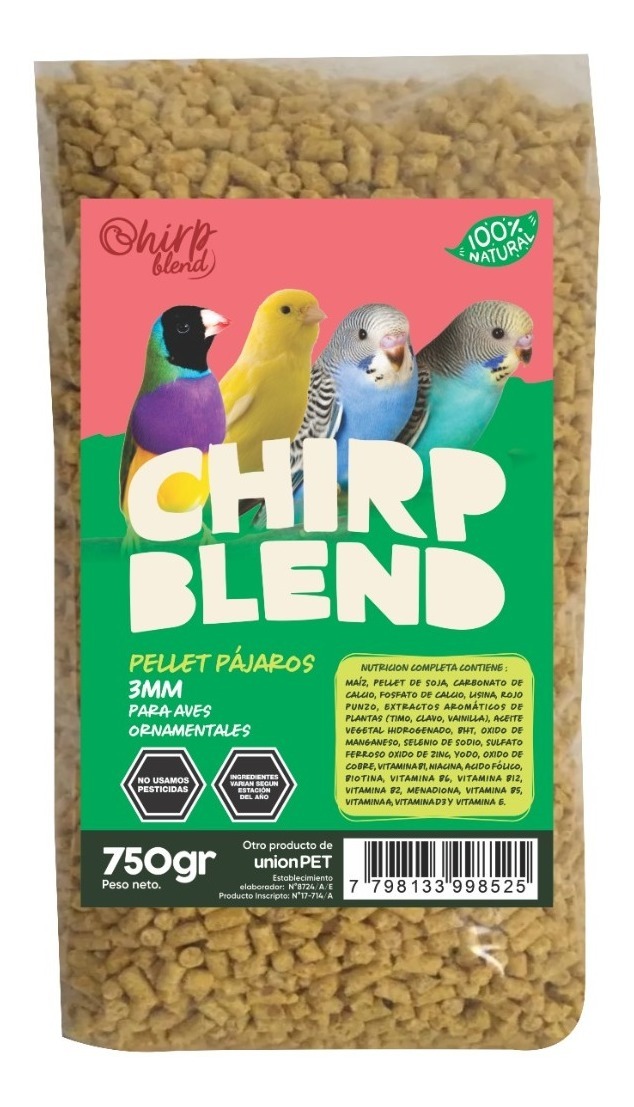 Chirp
blend
100%
NATURAL
CHIRP
BLEND
PELLET PÁJAROS
3MM
PARA AVES
ORNAMENTALES
NUTRICION COMPLETA CONTIENE :
MAÍZ, PELLET DE SOJA, CARBONATO DE
CALCIO, FOSFATO DE CALCIO, LISINA, ROJO
PUNZO, EXTRACTOS AROMÁTICOS DE
PLANTAS (TIMO, CLAVO, VAINILLA), ACEITE
VEGETAL HIDROGENADO, BHT, OXIDO DE
MANGANESO, SELENIO DE SODIO, SULFATO
FERROSO OXIDO DE ZINC, YODO, OXIDO DE
COBRE, VITAMINA B1, NIACINA, ACIDO FÓLICO,
BIOTINA, VITAMINA B6, VITAMINA B12,
VITAMINA B2, MENADIONA, VITAMINA B5,
VITAMINA A, VITAMINA D3 Y VITAMINA E.
NO USAMOS
PESTICIDAS
INGREDIENTES
VARIAN SEGUN
ESTACIÓN
DEL AÑO
750gr
Peso neto.
Otro producto de
unionPET
Establecimiento
elaborador: N°8724/A/E
Producto Inscripto: N°17-714/A
7 798133 998525